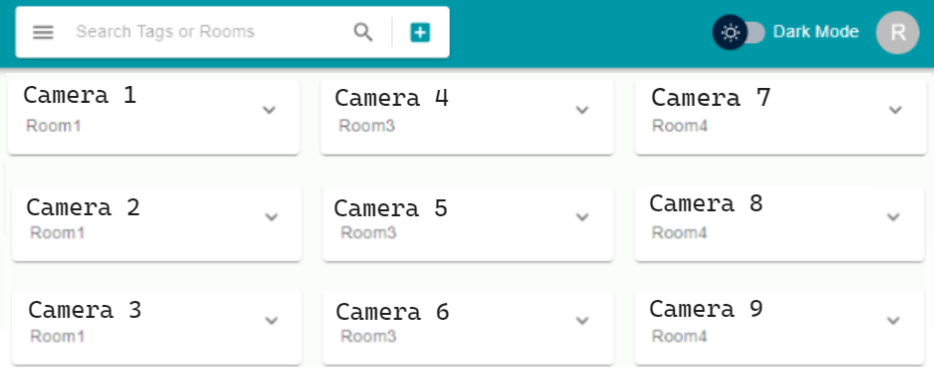 Search Tags or Rooms
Dark Mode
R
Camera 1
Room1
Camera 4
Room3
Camera 7
Room4
Camera 2
Room1
Camera 5
Room3
Camera 8
Room4
Camera 3
Room1
Camera 6
Room3
Camera 9
Room4